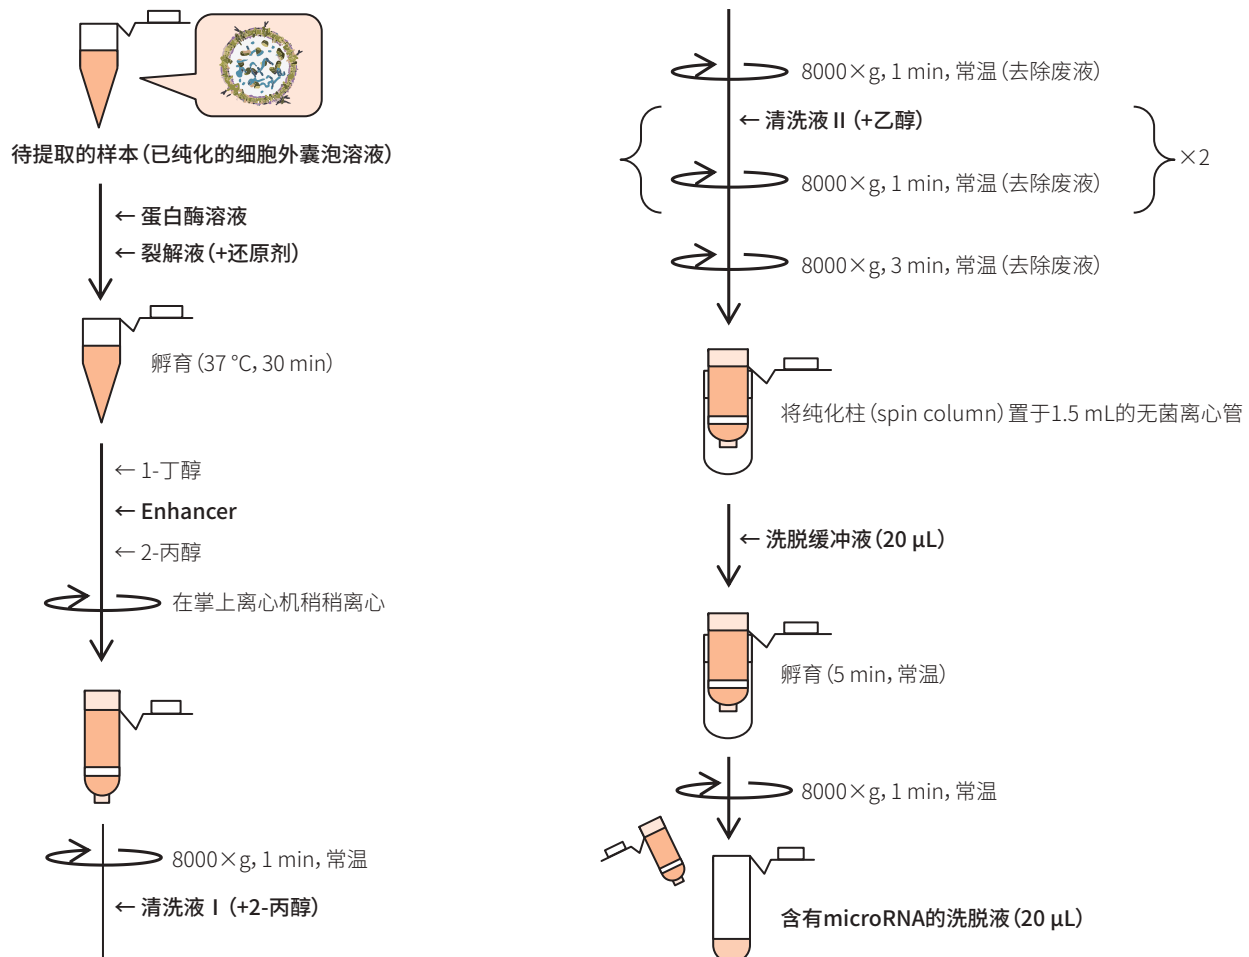 待提取的样本（已纯化的细胞外囊泡溶液）
← 蛋白酶溶液
← 裂解液（+还原剂）
孵育（37 °C, 30 min）
← 1-丁醇
← Enhancer
← 2-丙醇
在掌上离心机稍稍离心
8000×g, 1 min, 常温
← 清洗液 I（+2-丙醇）
8000×g, 1 min, 常温（去除废液）
← 清洗液 II（+乙醇）
8000×g, 1 min, 常温（去除废液）
×2
8000×g, 3 min, 常温（去除废液）
将纯化柱（spin column）置于1.5 mL的无菌离心管
← 洗脱缓冲液（20 μL）
孵育（5 min, 常温）
8000×g, 1 min, 常温
含有microRNA的洗脱液（20 μL）